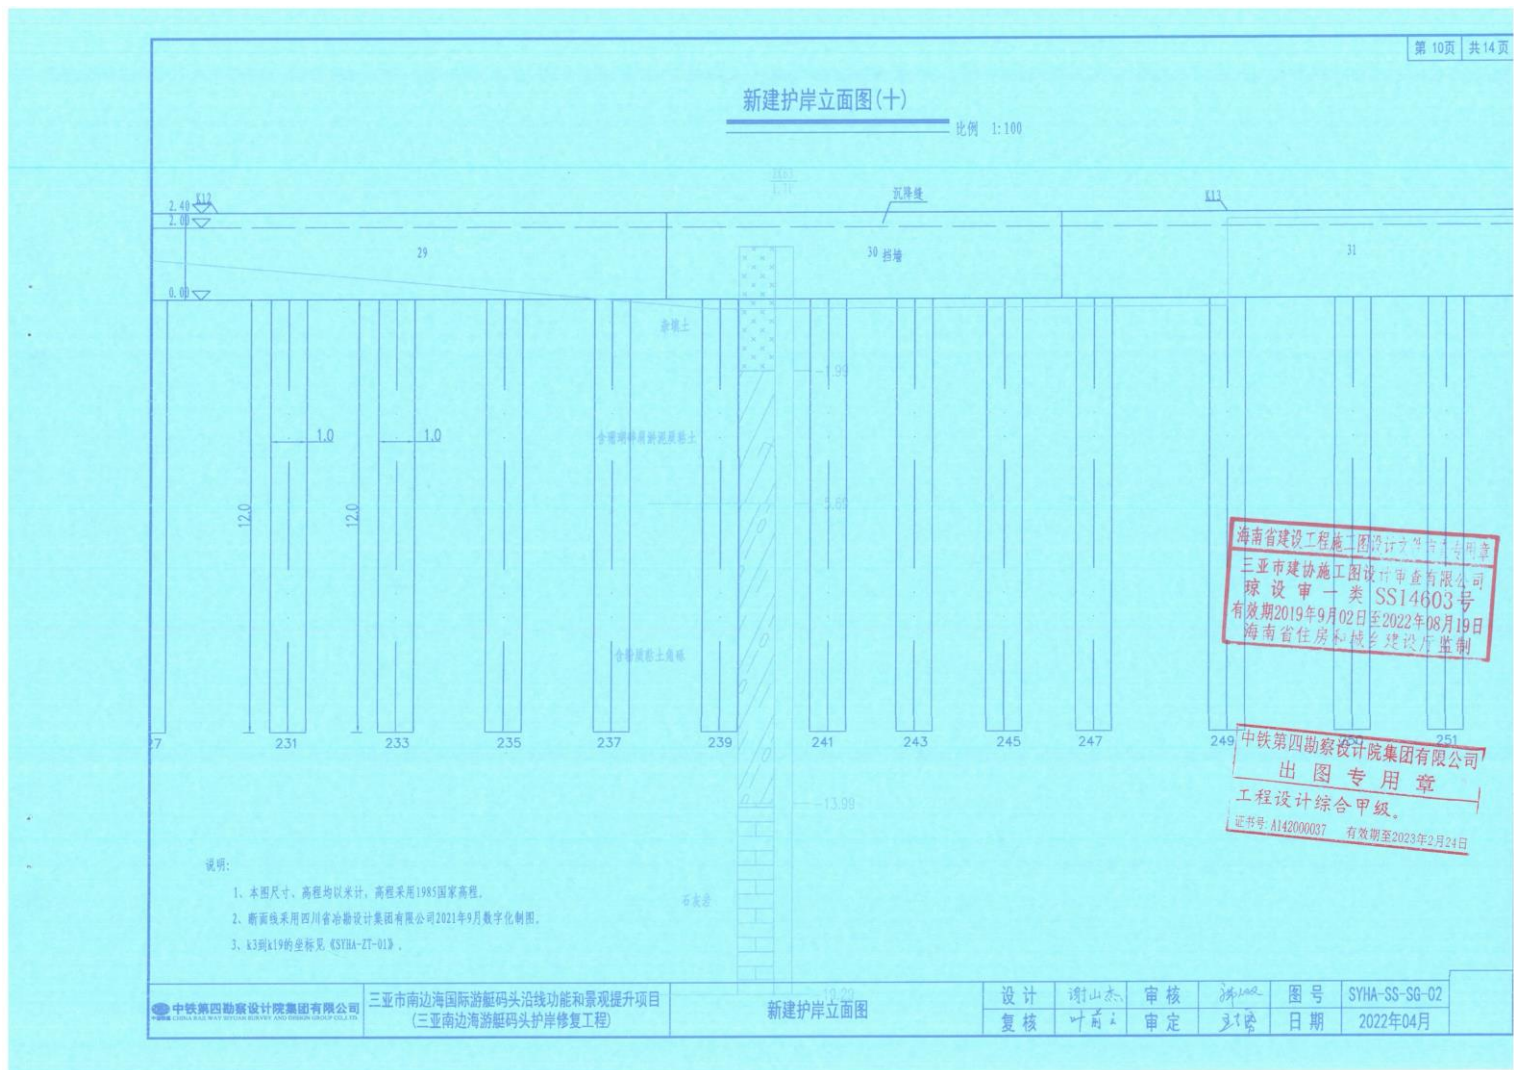 第 10页 共14页
新建护岸立面图(十)
比例 1:100
沉降缝
K12
K13
2.40
2.00
29
30 挡墙
31
0.00
杂填土
-1.99
1.0
1.0
-5.69
12.0
12.0
27 231 233 235 237 239 241 243 245 247 249 250 251
-13.99
石灰岩
海南省建设工程施工图设计文件审查专用章
三亚市建协施工图设计审查有限公司
琼设审一类 SS14603号
有效期2019年9月02日至2022年08月19日
海南省住房和城乡建设厅监制
中铁第四勘察设计院集团有限公司
出图专用章
工程设计综合甲级。
证书号: A142000037 有效期至2023年2月24日
说明:
1、本图尺寸、高程均以米计。高程采用1985国家高程。
2、断面线采用四川省冶勘设计集团有限公司2021年9月数字化制图。
3、k3到k19的坐标见《SYHA-ZT-01》。
中铁第四勘察设计院集团有限公司
CHINA RAILWAY SIYUAN SURVEY AND DESIGN GROUP CO.,LTD.
三亚市南边海国际游艇码头沿线功能和景观提升项目
(三亚南边海游艇码头护岸修复工程)
新建护岸立面图
设计 谢山杰 审核 图号 SYHA-SS-SG-02
复核 审定 日期 2022年04月